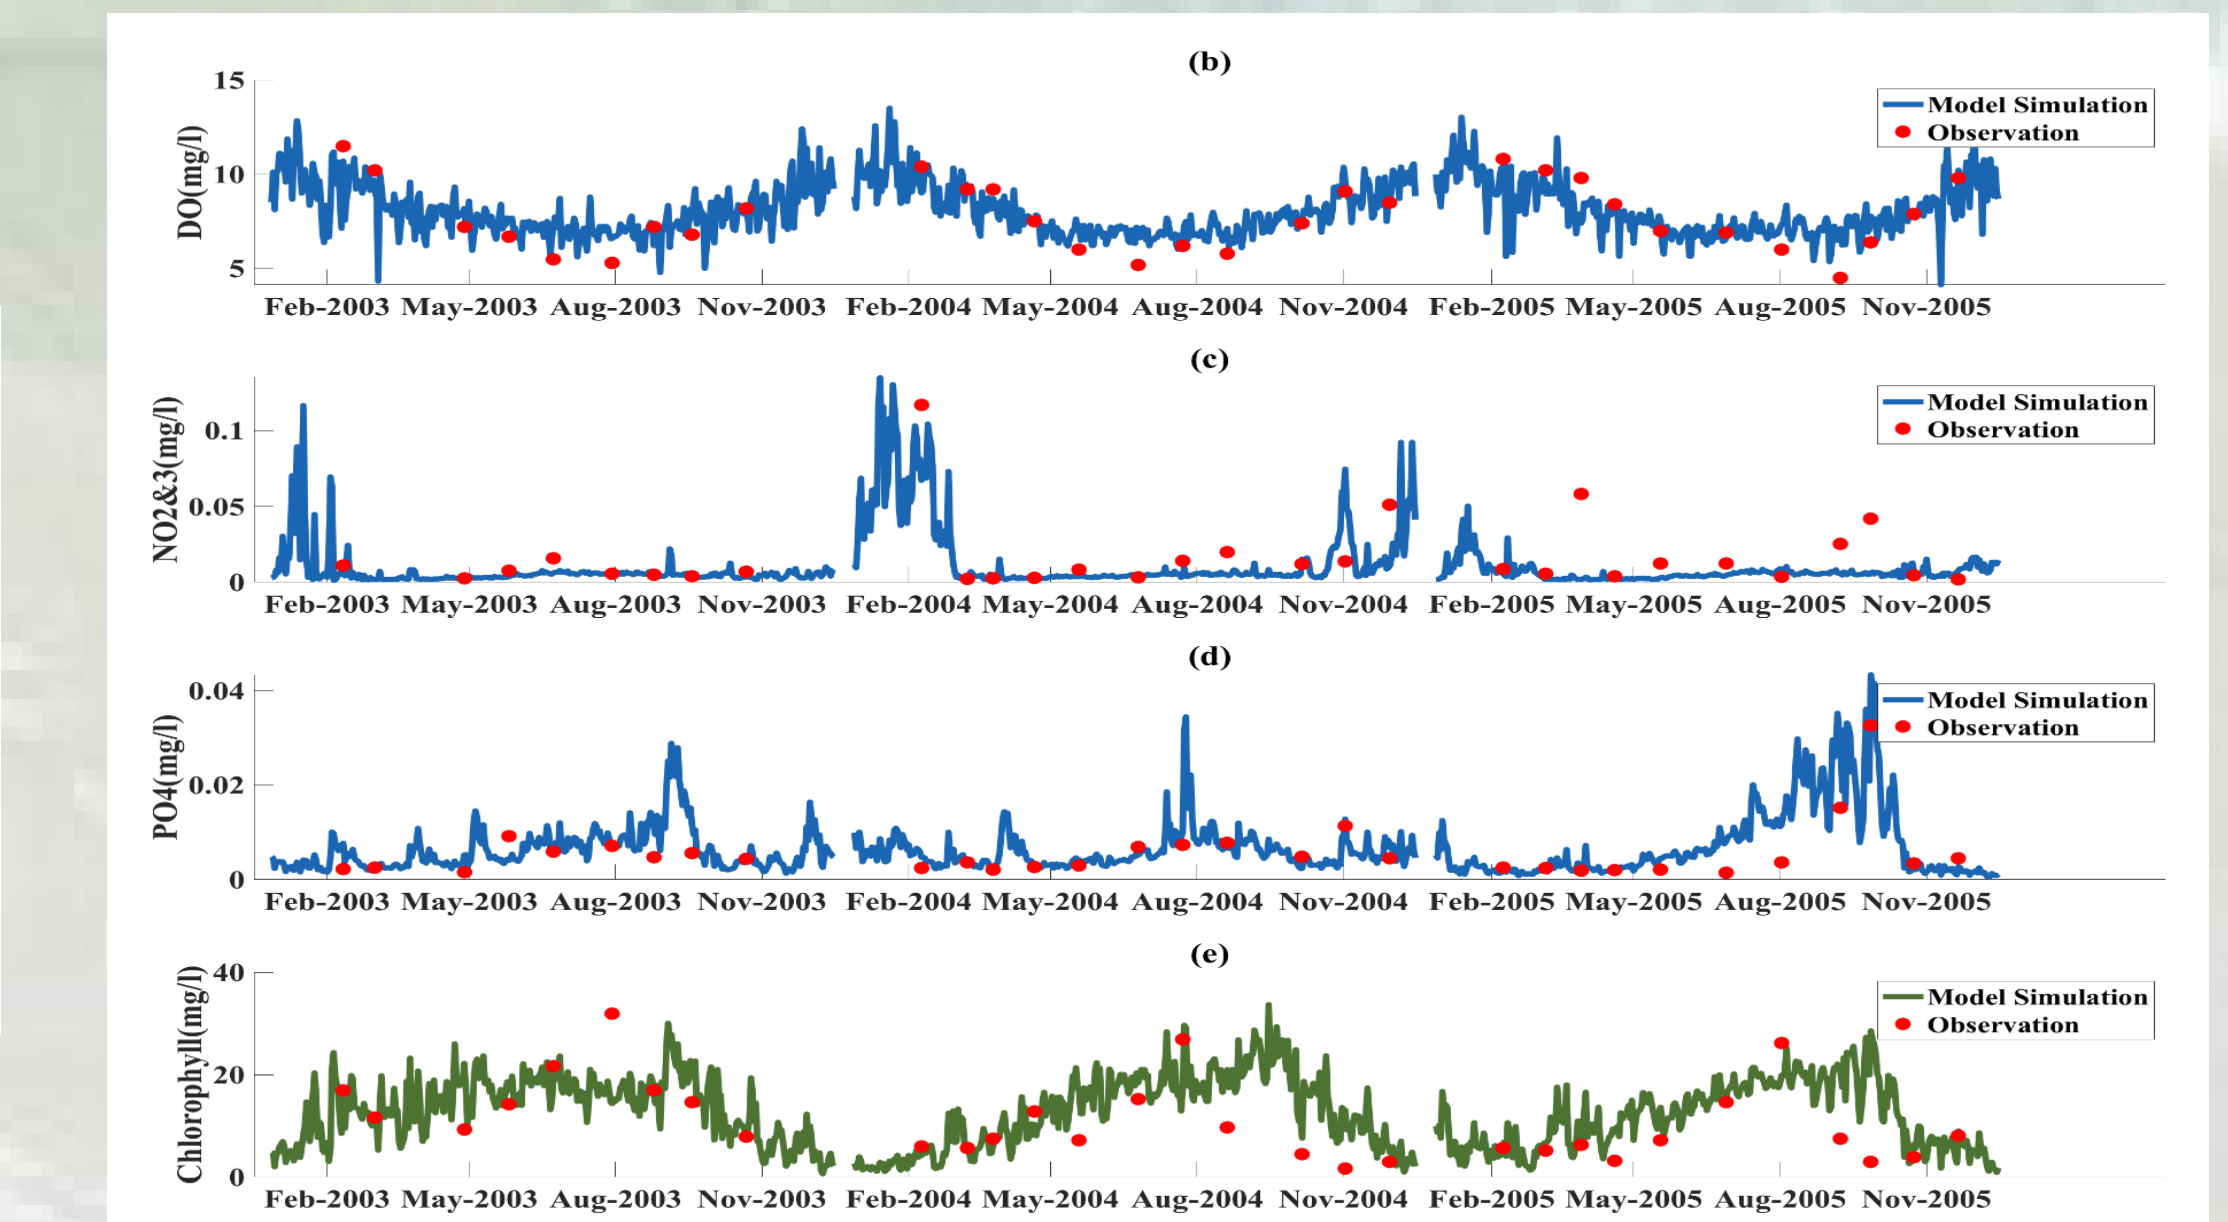 (b)
15
10
5
DO(mg/l)
Model Simulation
Observation
Feb-2003 May-2003 Aug-2003 Nov-2003 Feb-2004 May-2004 Aug-2004 Nov-2004 Feb-2005 May-2005 Aug-2005 Nov-2005
(c)
0.1
0.05
0
NO2&3(mg/l)
Model Simulation
Observation
Feb-2003 May-2003 Aug-2003 Nov-2003 Feb-2004 May-2004 Aug-2004 Nov-2004 Feb-2005 May-2005 Aug-2005 Nov-2005
(d)
0.04
0.02
0
PO4(mg/l)
Model Simulation
Observation
Feb-2003 May-2003 Aug-2003 Nov-2003 Feb-2004 May-2004 Aug-2004 Nov-2004 Feb-2005 May-2005 Aug-2005 Nov-2005
(e)
40
20
0
Chlorophyll(mg/l)
Model Simulation
Observation
Feb-2003 May-2003 Aug-2003 Nov-2003 Feb-2004 May-2004 Aug-2004 Nov-2004 Feb-2005 May-2005 Aug-2005 Nov-2005